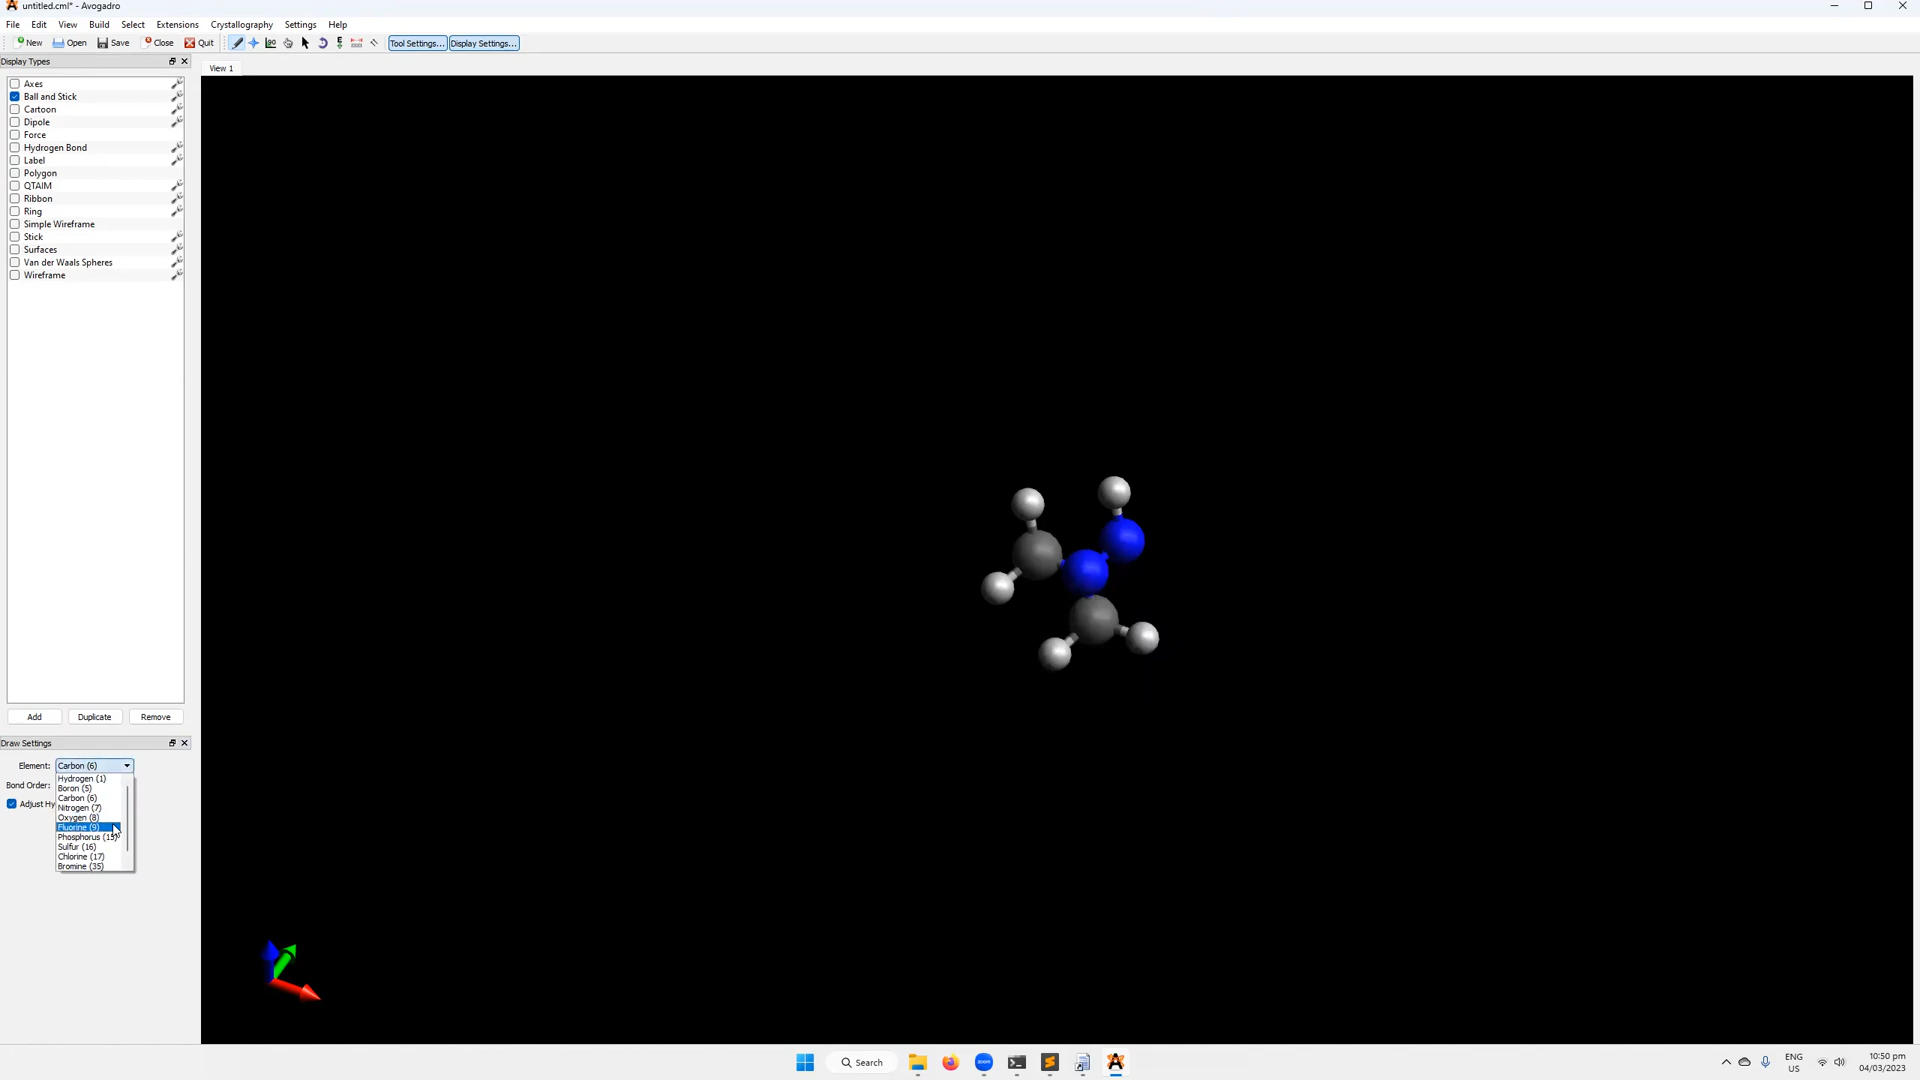 untitled.cml* - Avogadro
File Edit View Build Select Extensions Crystallography Settings Help
New Open Save Close Quit Tool Settings... Display Settings...
Display Types
View 1
Axes
Ball and Stick
Cartoon
Dipole
Force
Hydrogen Bond
Label
Polygon
QTAIM
Ribbon
Ring
Simple Wireframe
Stick
Surfaces
Van der Waals Spheres
Wireframe
Add Duplicate Remove
Draw Settings
Element: Carbon (6)
Hydrogen (1)
Bond Order: Boron (5)
Carbon (6)
Adjust Hy Nitrogen (7)
Oxygen (8)
Fluorine (9)
Phosphorus (15)
Sulfur (16)
Chlorine (17)
Bromine (35)
Search
ENG
US
10:50 pm
04/03/2023